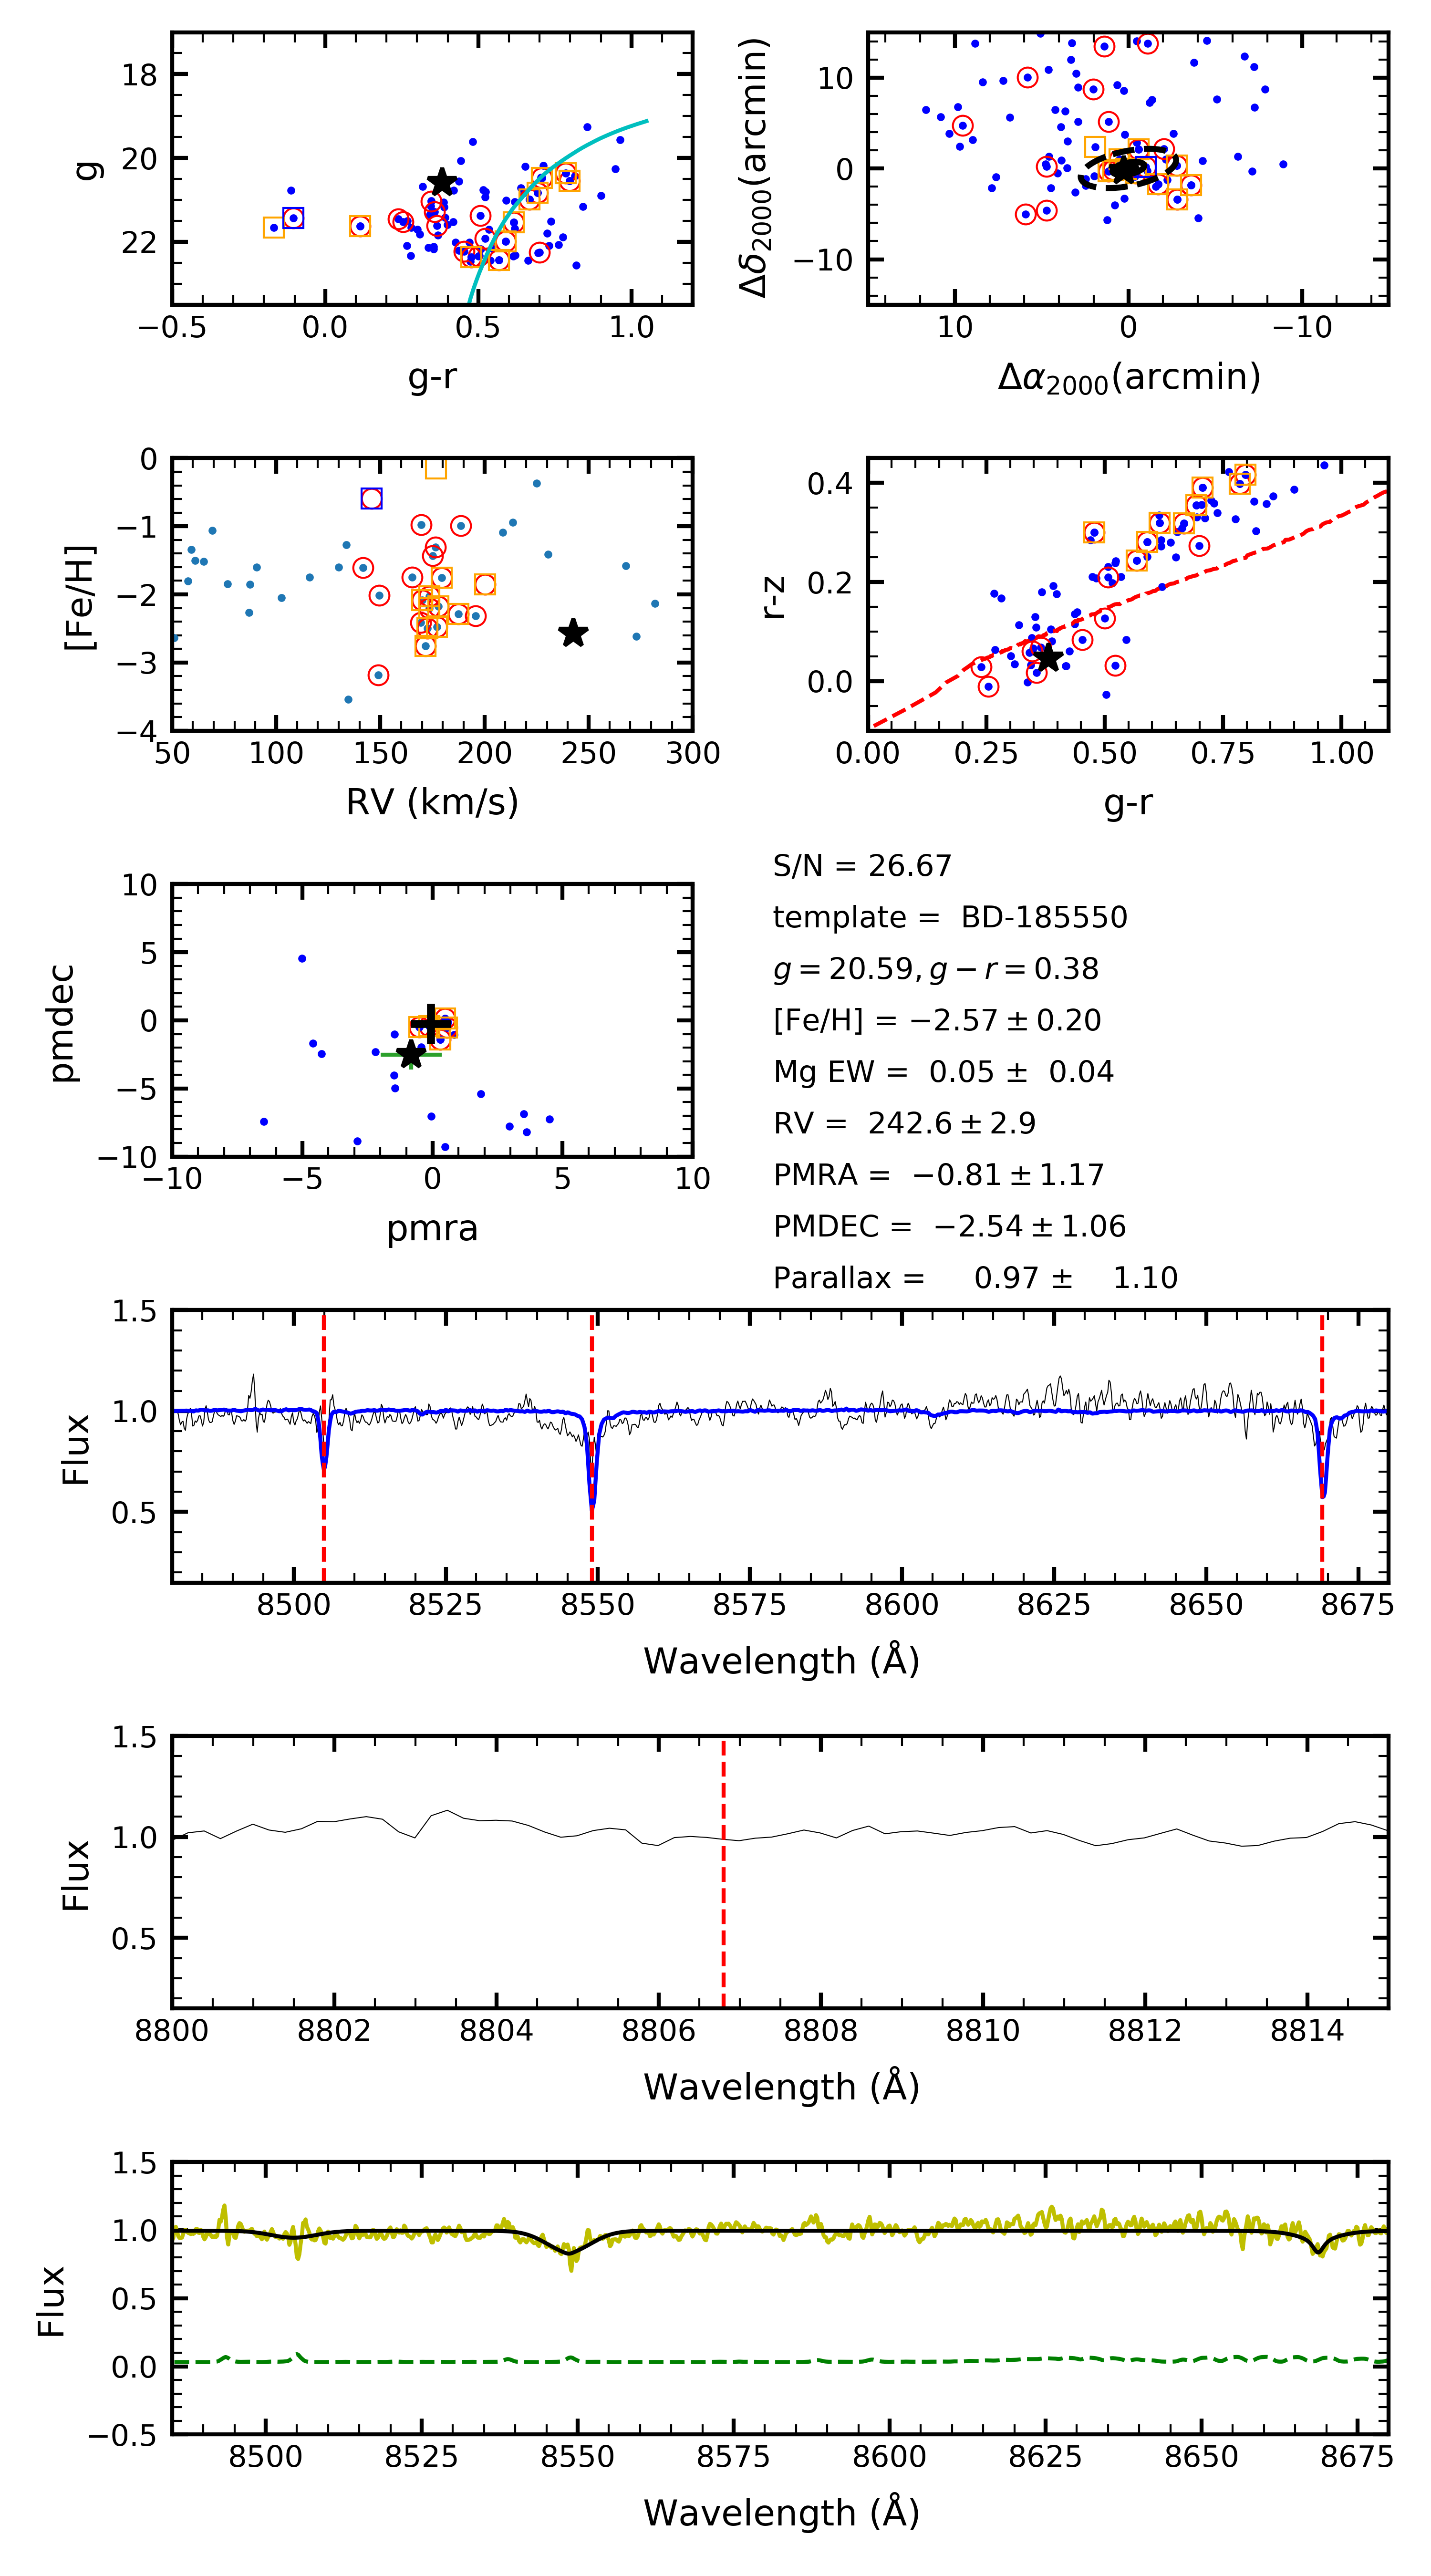 18
20
22
g
−0.5 0.0 0.5 1.0
g-r
10
0
−10
Δδ2000(arcmin)
10 0 −10
Δα2000(arcmin)
0
−1
−2
−3
−4
[Fe/H]
50 100 150 200 250 300
RV (km/s)
0.4
0.2
0.0
r-z
0.00 0.25 0.50 0.75 1.00
g-r
10
5
0
−5
−10
pmdec
−10 −5 0 5 10
pmra
S/N = 26.67
template = BD-185550
g = 20.59, g − r = 0.38
[Fe/H] = −2.57 ± 0.20
Mg EW = 0.05 ± 0.04
RV = 242.6 ± 2.9
PMRA = −0.81 ± 1.17
PMDEC = −2.54 ± 1.06
Parallax = 0.97 ± 1.10
1.5
1.0
0.5
Flux
8500 8525 8550 8575 8600 8625 8650 8675
Wavelength (Å)
1.5
1.0
0.5
Flux
8800 8802 8804 8806 8808 8810 8812 8814
Wavelength (Å)
1.5
1.0
0.5
0.0
−0.5
Flux
8500 8525 8550 8575 8600 8625 8650 8675
Wavelength (Å)